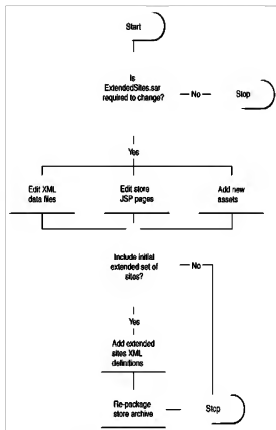 Start
Is
ExtendedSites.sar
required to change?
No
Stop
Yes
Edit XML
data files
Edit store
JSP pages
Add new
assets
Include initial
extended set of
sites?
No
Yes
Add extended
sites XML
definitions
Re-package
store archive
Stop